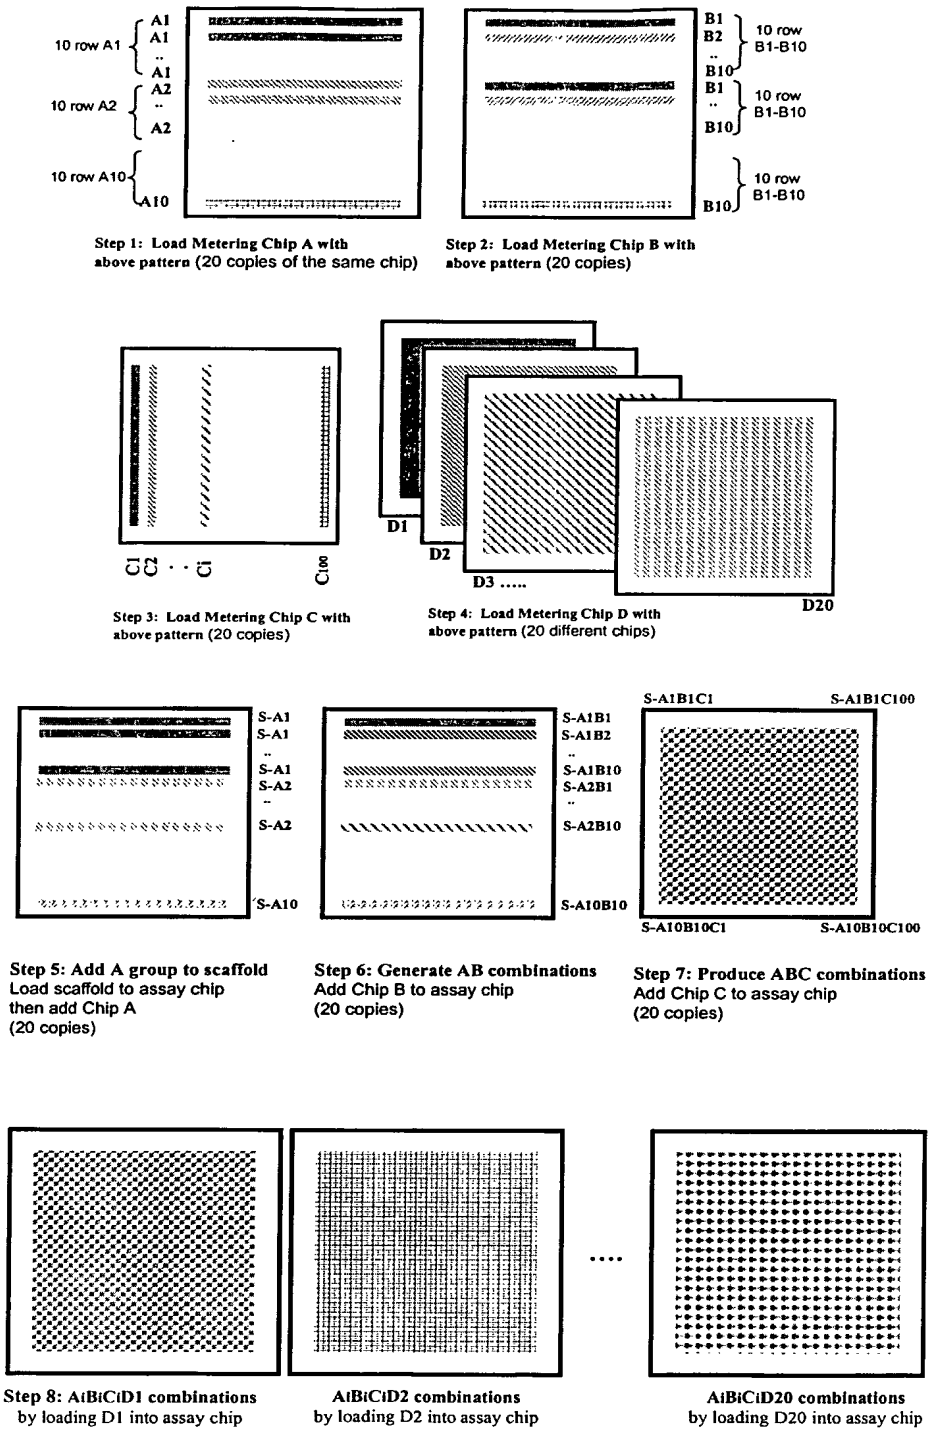 A1
A1
..
A1
10 row A1
A2
..
A2
10 row A2
10 row A10
A10
B1
B2
..
B10
10 row
B1-B10
B1
..
B10
10 row
B1-B10
B10
10 row
B1-B10
Step 1: Load Metering Chip A with
above pattern (20 copies of the same chip)
Step 2: Load Metering Chip B with
above pattern (20 copies)
C1
C2
. .
Ci
C100
D1
D2
D3 .....
D20
Step 3: Load Metering Chip C with
above pattern (20 copies)
Step 4: Load Metering Chip D with
above pattern (20 different chips)
S-A1
S-A1
..
S-A1
S-A2
..
S-A2
S-A10
S-A1B1
S-A1B2
..
S-A1B10
S-A2B1
..
S-A2B10
S-A10B10
S-A1B1C1
S-A1B1C100
S-A10B10C1
S-A10B10C100
Step 5: Add A group to scaffold
Load scaffold to assay chip
then add Chip A
(20 copies)
Step 6: Generate AB combinations
Add Chip B to assay chip
(20 copies)
Step 7: Produce ABC combinations
Add Chip C to assay chip
(20 copies)
....
Step 8: AiBiCiD1 combinations
by loading D1 into assay chip
AiBiCiD2 combinations
by loading D2 into assay chip
AiBiCiD20 combinations
by loading D20 into assay chip